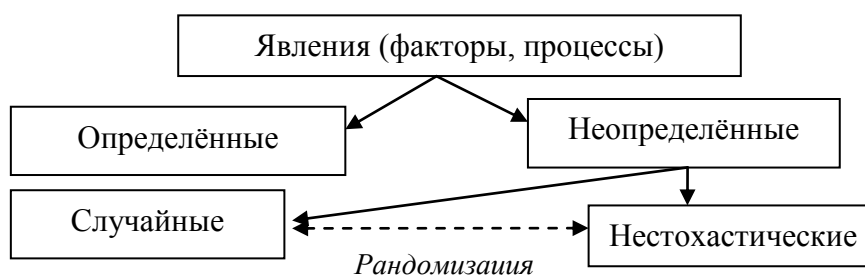 Явления (факторы, процессы)
Определённые
Неопределённые
Случайные
Нестохастические
Рандомизация